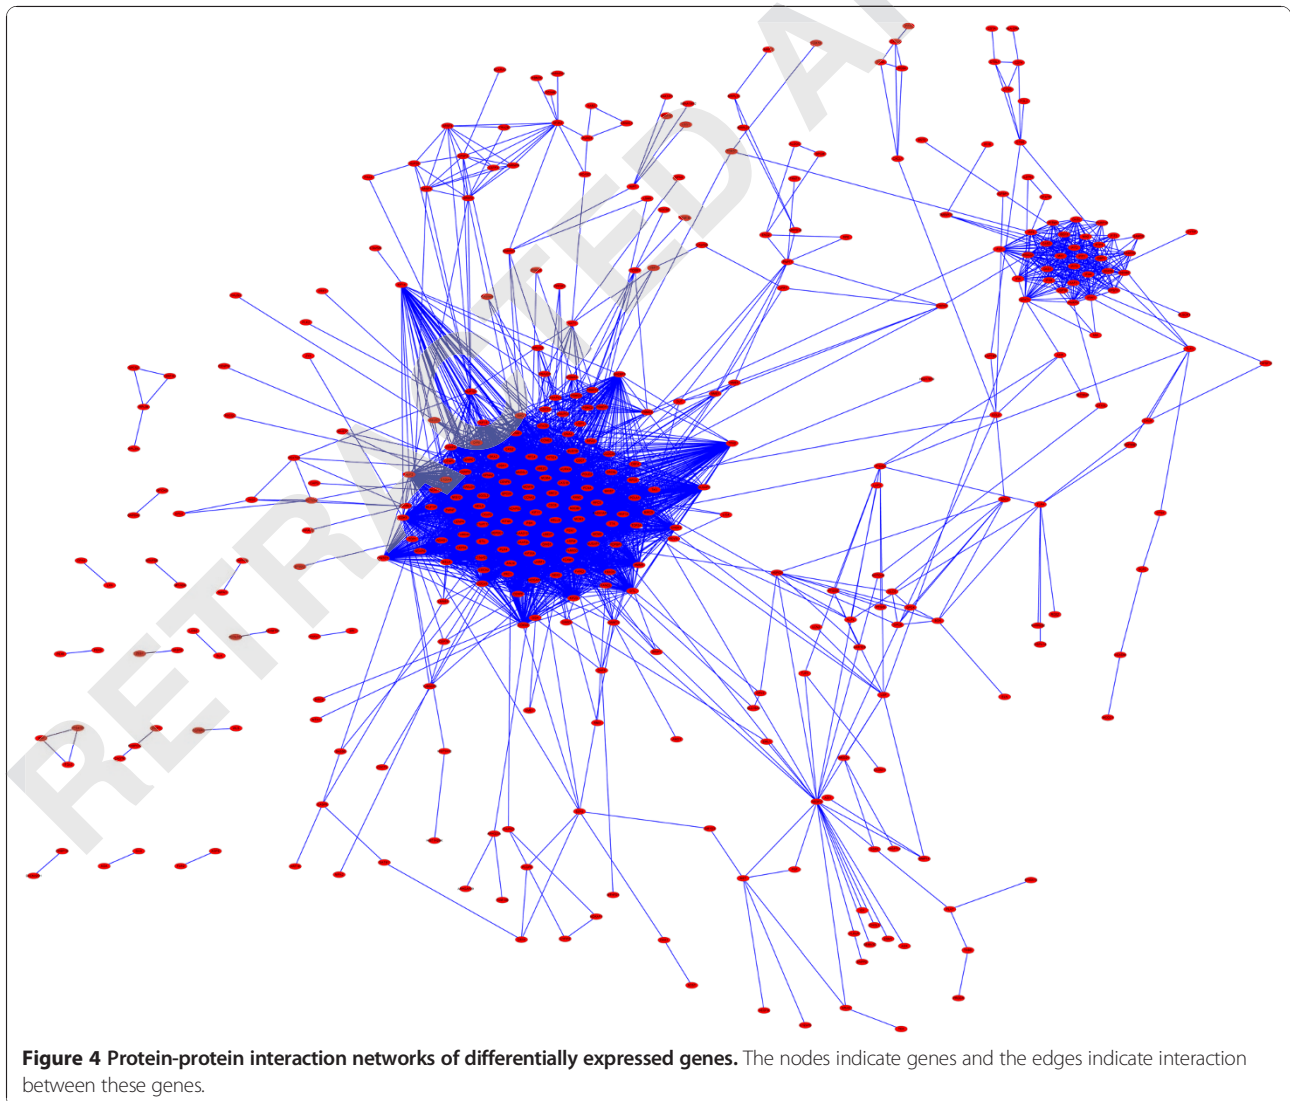 RETRACTED AR
Figure 4 Protein-protein interaction networks of differentially expressed genes. The nodes indicate genes and the edges indicate interaction
between these genes.